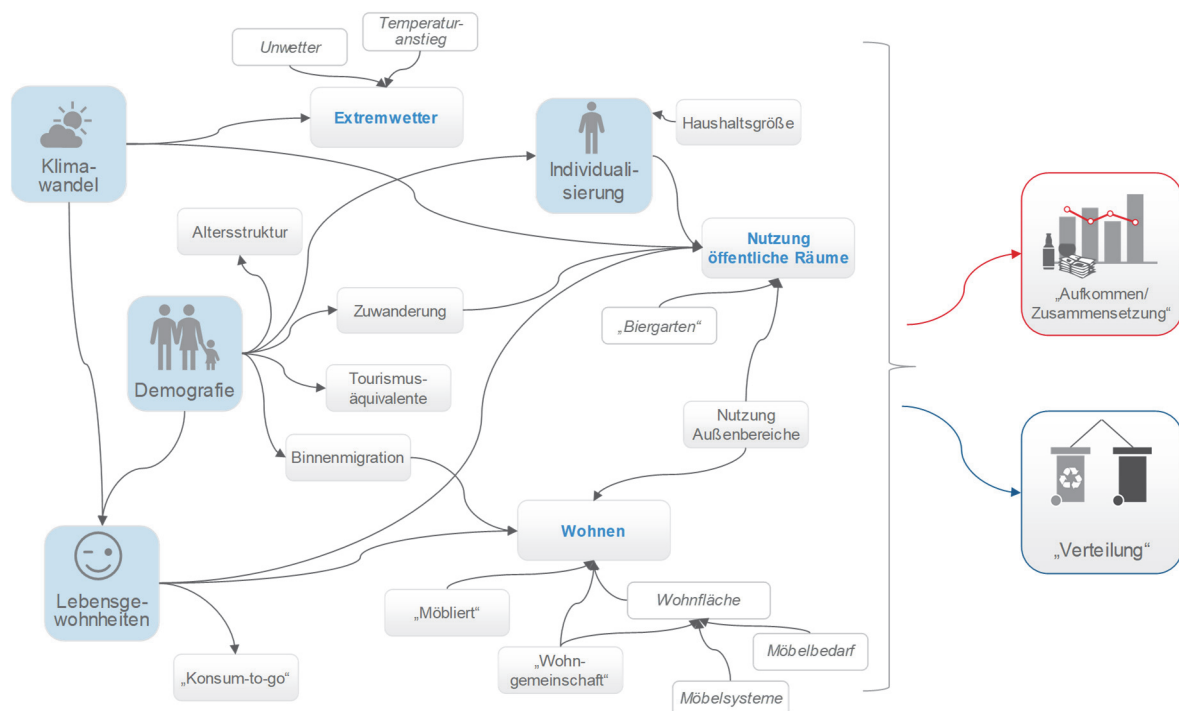 Temperatur-
anstieg
Unwetter
Extremwetter
Klima-
wandel
Individuali-
sierung
Haushaltsgröße
Altersstruktur
Nutzung
öffentliche Räume
Zuwanderung
„Biergarten“
„Aufkommen/
Zusammensetzung“
Demografie
Tourismus-
äquivalente
Nutzung
Außenbereiche
Binnenmigration
Wohnen
„Verteilung“
Lebensge-
wohnheiten
„Möbliert“
Wohnfläche
„Konsum-to-go“
„Wohn-
gemeinschaft“
Möbelbedarf
Möbelsysteme